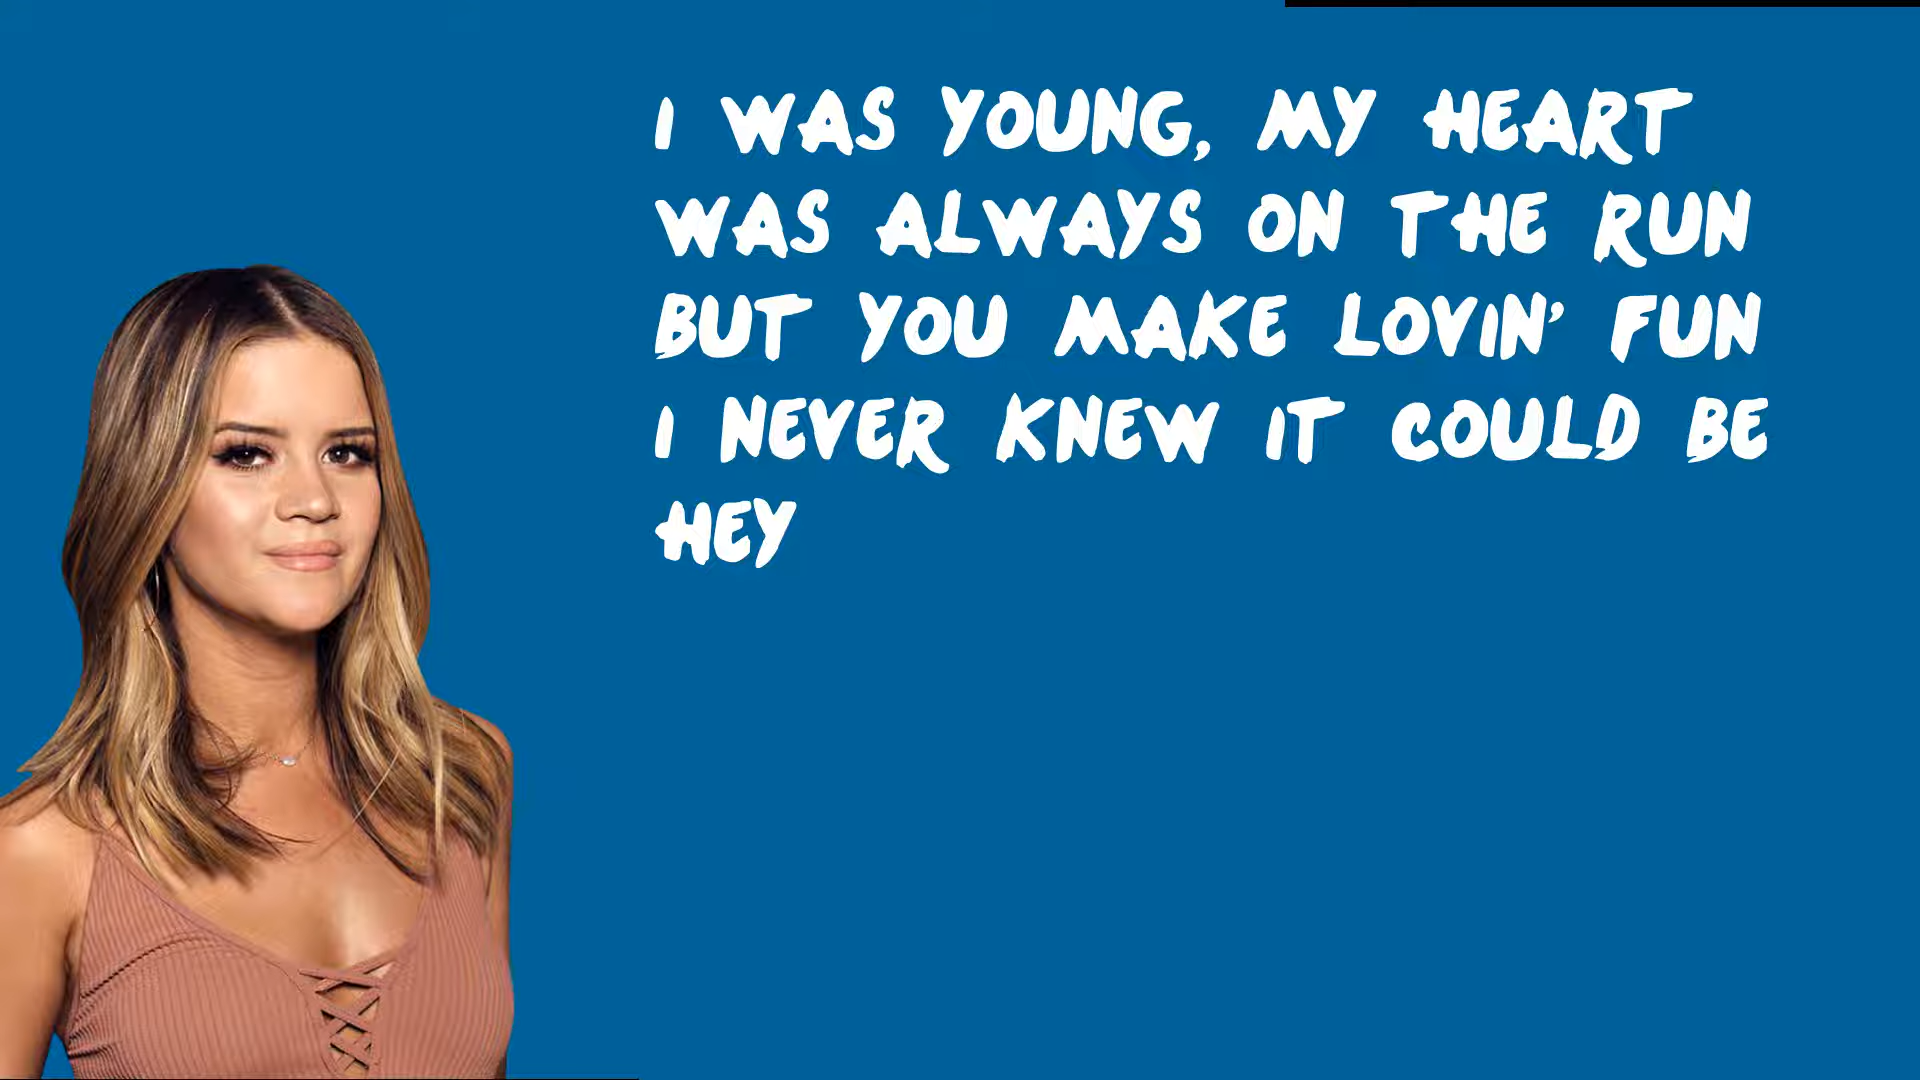 I WAS YOUNG, MY HEART
WAS ALWAYS ON THE RUN
BUT YOU MAKE LOVIN' FUN
I NEVER KNEW IT COULD BE
HEY